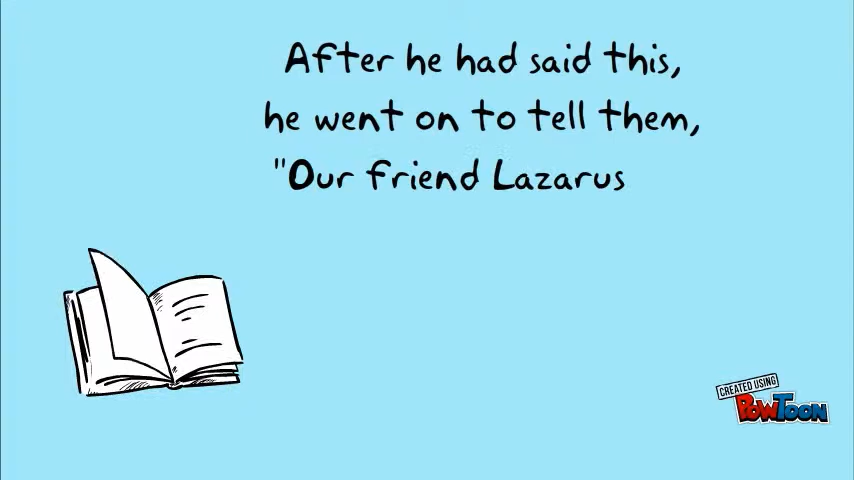 After he had said this,
he went on to tell them,
"Our friend Lazarus
CREATED USING
POWTOON